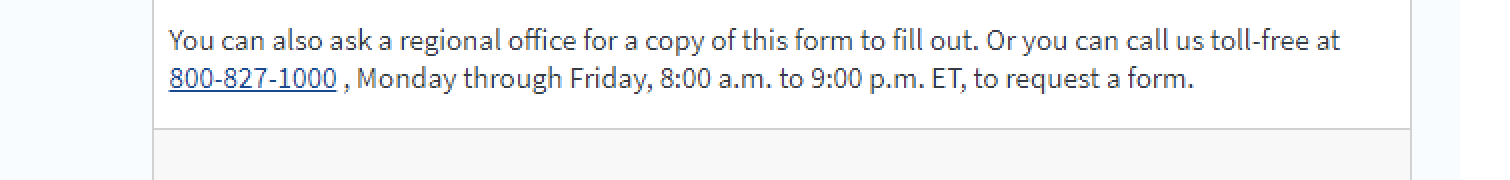 You can also ask a regional office for a copy of this form to fill out. Or you can call us toll-free at
800-827-1000 , Monday through Friday, 8:00 a.m. to 9:00 p.m. ET, to request a form.